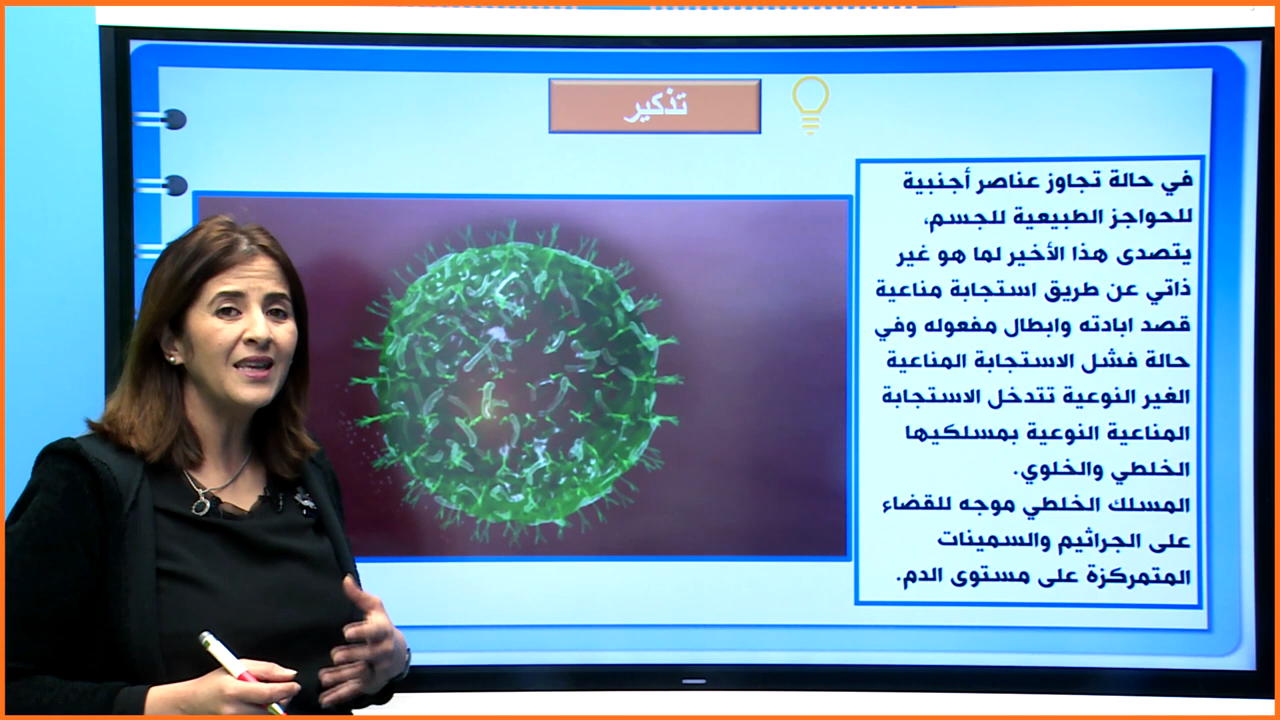 تذكير
في حالة تجاوز عناصر أجنبية
للحواجز الطبيعية للجسم،
يتصدى هذا الأخير لما هو غير
ذاتي عن طريق استجابة مناعية
قصد ابادته وابطال مفعوله وفي
حالة فشل الاستجابة المناعية
الغير النوعية تتدخل الاستجابة
المناعية النوعية بمسلكيها
الخلطي والخلوي.
المسلك الخلطي موجه للقضاء
على الجراثيم والسمينات
المتمركزة على مستوى الدم.